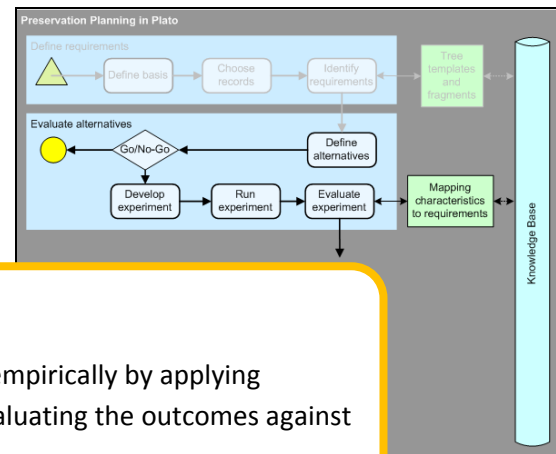 Preservation Planning in Plato
Define requirements
Define basis
Choose
records
Identify
requirements
Tree
templates
and
fragments
Evaluate alternatives
Go/No-Go
Define
alternatives
Develop
experiment
Run
experiment
Evaluate
experiment
Mapping
characteristics
to requirements
Knowledge Base
empirically by applying
aluating the outcomes against